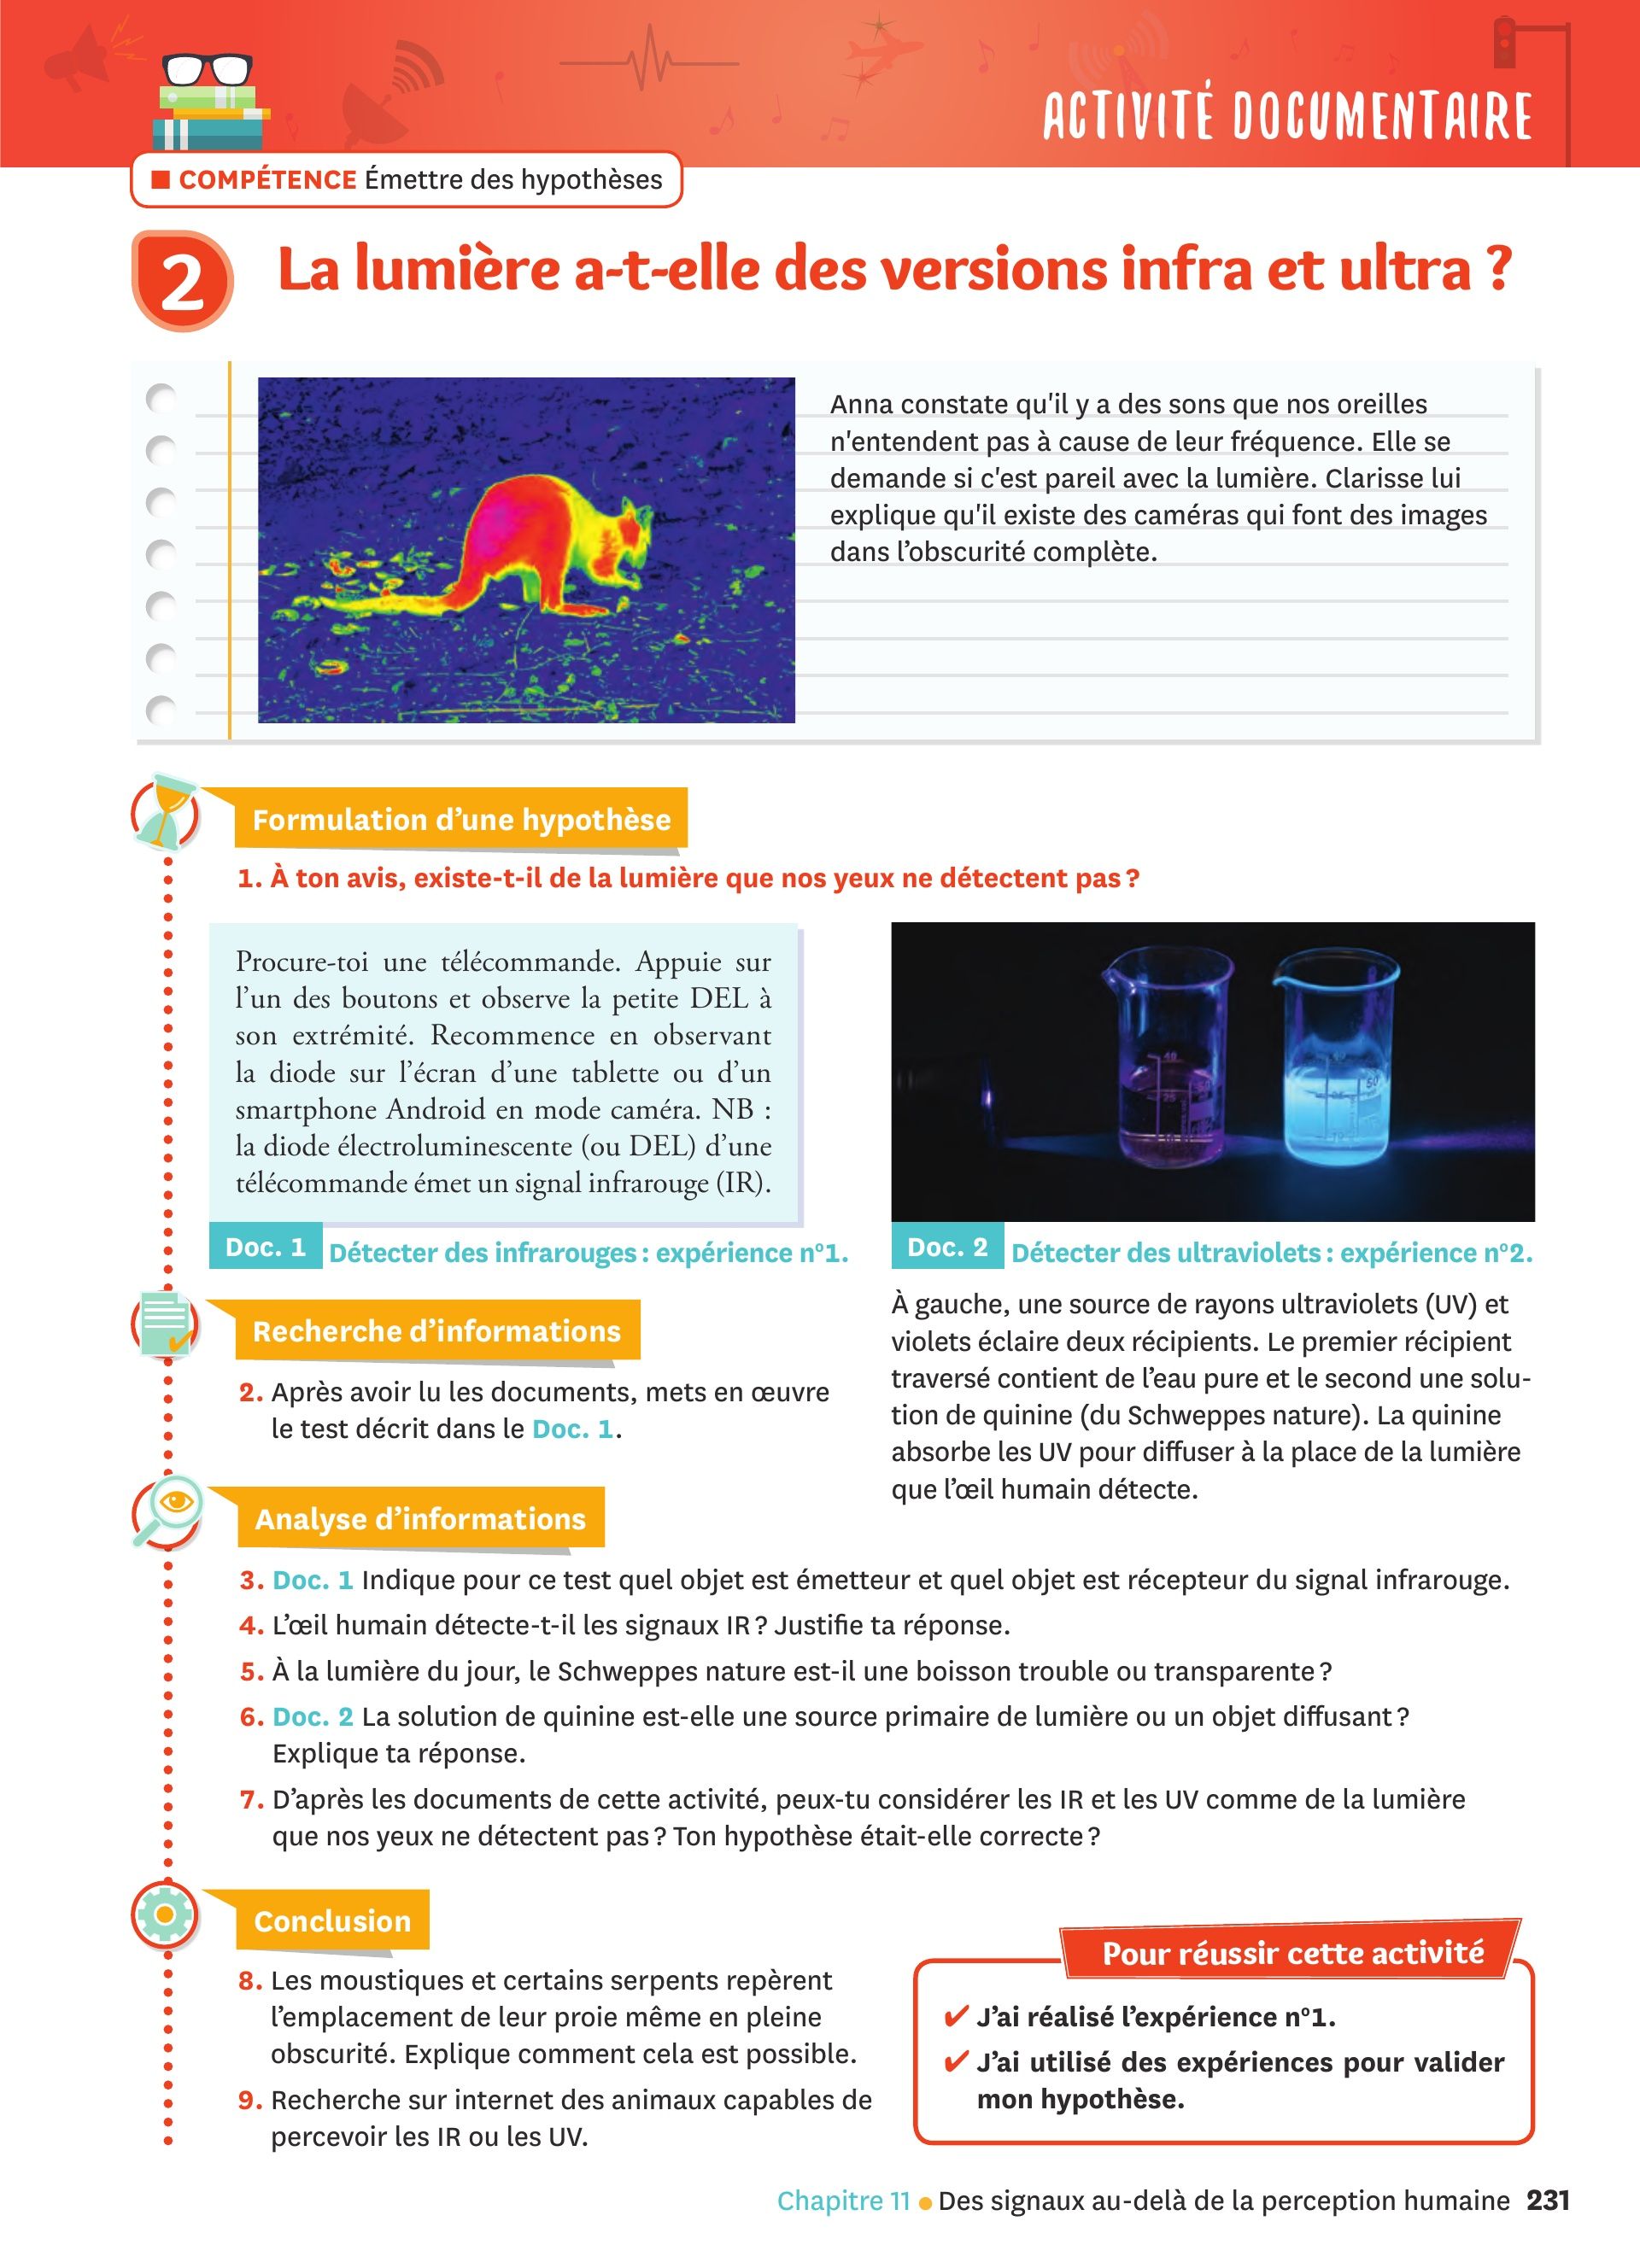 ACTIVITÉ DOCUMENTAIRE
■ COMPÉTENCE Émettre des hypothèses
2
La lumière a-t-elle des versions infra et ultra ?
Anna constate qu'il y a des sons que nos oreilles
n'entendent pas à cause de leur fréquence. Elle se
demande si c'est pareil avec la lumière. Clarisse lui
explique qu'il existe des caméras qui font des images
dans l’obscurité complète.
Formulation d’une hypothèse
1. À ton avis, existe-t-il de la lumière que nos yeux ne détectent pas ?
Procure-toi une télécommande. Appuie sur
l’un des boutons et observe la petite DEL à
son extrémité. Recommence en observant
la diode sur l’écran d’une tablette ou d’un
smartphone Android en mode caméra. NB :
la diode électroluminescente (ou DEL) d’une
télécommande émet un signal infrarouge (IR).
Doc. 1 Détecter des infrarouges : expérience n°1.
Doc. 2 Détecter des ultraviolets : expérience n°2.
À gauche, une source de rayons ultraviolets (UV) et
violets éclaire deux récipients. Le premier récipient
traversé contient de l’eau pure et le second une solu-
tion de quinine (du Schweppes nature). La quinine
absorbe les UV pour diffuser à la place de la lumière
que l’œil humain détecte.
Recherche d’informations
2. Après avoir lu les documents, mets en œuvre
le test décrit dans le Doc. 1.
Analyse d’informations
3. Doc. 1 Indique pour ce test quel objet est émetteur et quel objet est récepteur du signal infrarouge.
4. L’œil humain détecte-t-il les signaux IR ? Justifie ta réponse.
5. À la lumière du jour, le Schweppes nature est-il une boisson trouble ou transparente ?
6. Doc. 2 La solution de quinine est-elle une source primaire de lumière ou un objet diffusant ?
Explique ta réponse.
7. D’après les documents de cette activité, peux-tu considérer les IR et les UV comme de la lumière
que nos yeux ne détectent pas ? Ton hypothèse était-elle correcte ?
Conclusion
8. Les moustiques et certains serpents repèrent
l’emplacement de leur proie même en pleine
obscurité. Explique comment cela est possible.
9. Recherche sur internet des animaux capables de
percevoir les IR ou les UV.
Pour réussir cette activité
✔ J’ai réalisé l’expérience n°1.
✔ J’ai utilisé des expériences pour valider
mon hypothèse.
Chapitre 11 ● Des signaux au-delà de la perception humaine 231